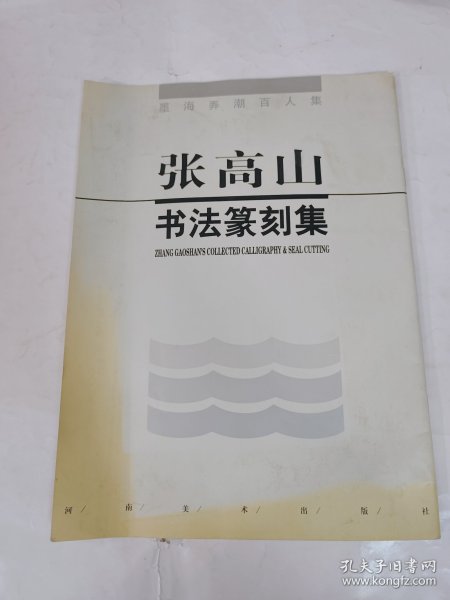 墨海弄潮百人集
张高山
书法篆刻集
ZHANG GAOSHAN'S COLLECTED CALLIGRAPHY & SEAL CUTTING
河/南/美/术/出/版/社
孔夫子旧书网
www.kongfz.com